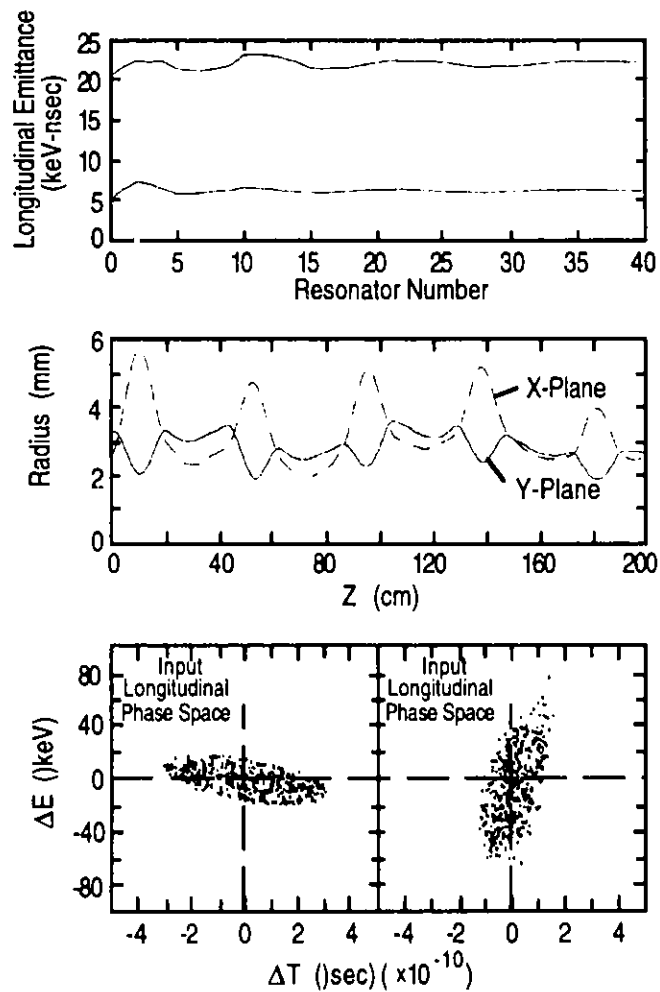 Longitudinal Emittance
(keV-nsec)
25
20
15
10
5
0
0 5 10 15 20 25 30 35 40
Resonator Number
Radius (mm)
6
4
2
0
X-Plane
Y-Plane
0 40 80 120 160 200
Z (cm)
ΔE ()keV)
80
40
0
-40
-80
Input
Longitudinal
Phase Space
Input
Longitudinal
Phase Space
-4 -2 0 2 4 -4 -2 0 2 4
ΔT ()sec) ( ×10⁻¹⁰)